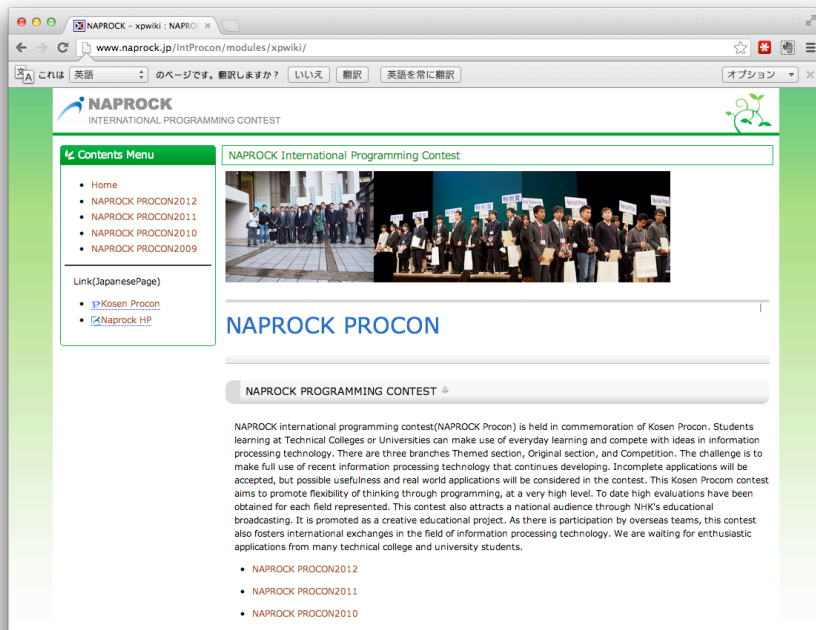 NAPROCK – xpwiki : NAPRO
www.naprock.jp/IntProcon/modules/xpwiki/
これは 英語 のページです。翻訳しますか？ いいえ 翻訳 英語を常に翻訳 オプション
NAPROCK
INTERNATIONAL PROGRAMMING CONTEST
Contents Menu
Home
NAPROCK PROCON2012
NAPROCK PROCON2011
NAPROCK PROCON2010
NAPROCK PROCON2009
Link(JapanesePage)
Kosen Procon
Naprock HP
NAPROCK International Programming Contest
NAPROCK PROCON
NAPROCK PROGRAMMING CONTEST
NAPROCK international programming contest(NAPROCK Procon) is held in commemoration of Kosen Procon. Students
learning at Technical Colleges or Universities can make use of everyday learning and compete with ideas in information
processing technology. There are three branches Themed section, Original section, and Competition. The challenge is to
make full use of recent information processing technology that continues developing. Incomplete applications will be
accepted, but possible usefulness and real world applications will be considered in the contest. This Kosen Procom contest
aims to promote flexibility of thinking through programming, at a very high level. To date high evaluations have been
obtained for each field represented. This contest also attracts a national audience through NHK's educational
broadcasting. It is promoted as a creative educational project. As there is participation by overseas teams, this contest
also fosters international exchanges in the field of information processing technology. We are waiting for enthusiastic
applications from many technical college and university students.
NAPROCK PROCON2012
NAPROCK PROCON2011
NAPROCK PROCON2010